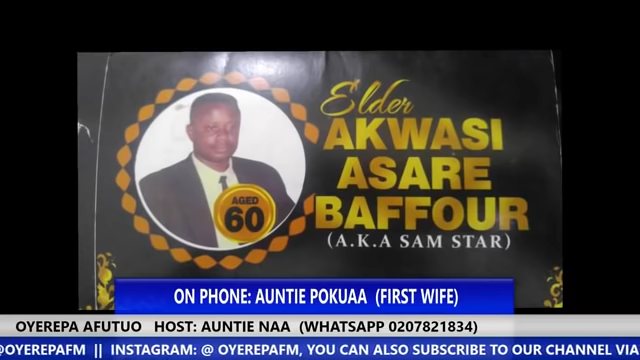 Elder
AKWASI
ASARE
BAFFOUR
(A.K.A SAM STAR)
AGED
60
ON PHONE: AUNTIE POKUAA (FIRST WIFE)
OYEREPA AFUTUO HOST: AUNTIE NAA (WHATSAPP 0207821834)
@OYEREPAFM || INSTAGRAM: @ OYEREPAFM, YOU CAN ALSO SUBSCRIBE TO OUR CHANNEL VIA